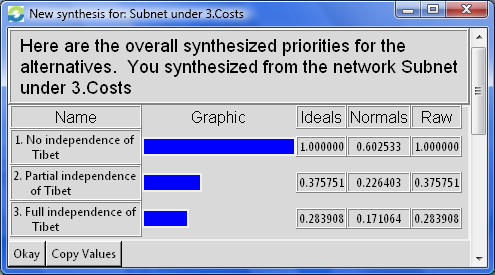 New synthesis for: Subnet under 3.Costs
Here are the overall synthesized priorities for the
alternatives. You synthesized from the network Subnet
under 3.Costs
Name Graphic Ideals Normals Raw
1. No independence of
Tibet
1.000000 0.602533 1.000000
2. Partial independence
of Tibet
0.375751 0.226403 0.375751
3. Full independence of
Tibet
0.283908 0.171064 0.283908
Okay Copy Values